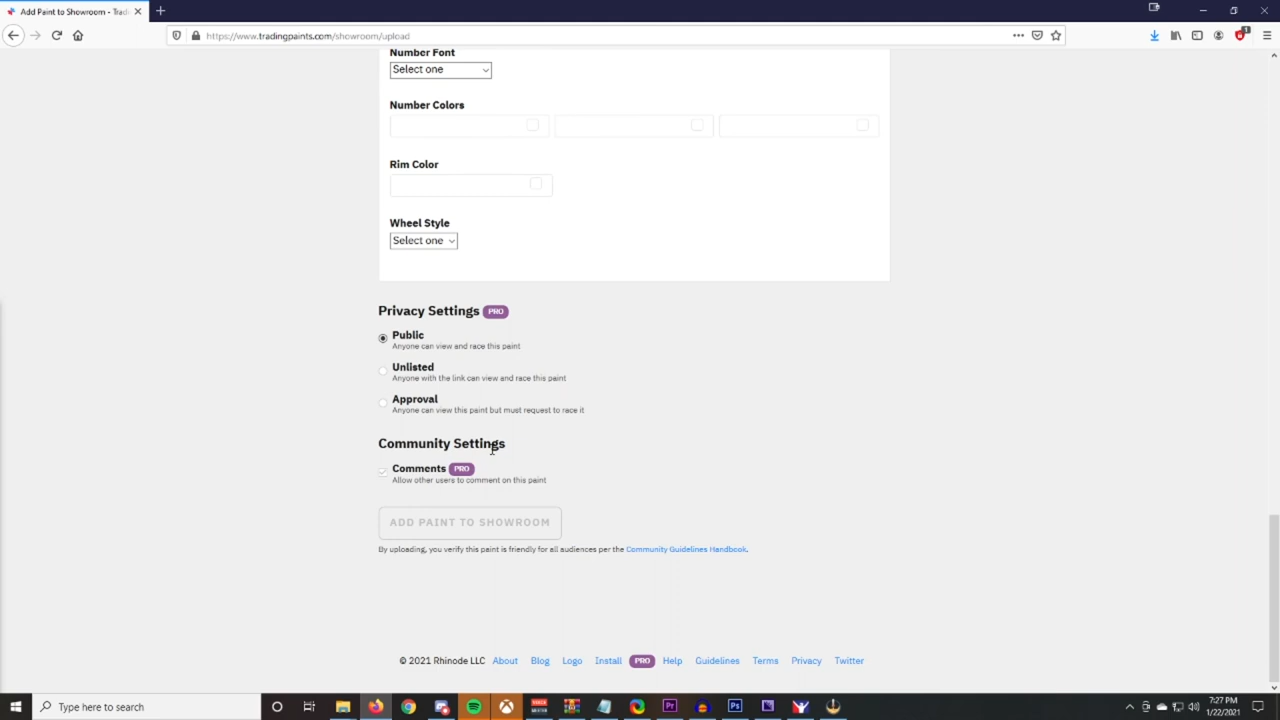 Add Paint to Showroom - Tradi
https://www.tradingpaints.com/showroom/upload
1
Number Font
Select one
Number Colors
Rim Color
Wheel Style
Select one
Privacy Settings PRO
Public
Anyone can view and race this paint
Unlisted
Anyone with the link can view and race this paint
Approval
Anyone can view this paint but must request to race it
Community Settings
Comments PRO
Allow other users to comment on this paint
ADD PAINT TO SHOWROOM
By uploading, you verify this paint is friendly for all audiences per the Community Guidelines Handbook.
© 2021 Rhinode LLC About Blog Logo Install PRO Help Guidelines Terms Privacy Twitter
Type here to search
Pr
Ps
7:27 PM
1/22/2021